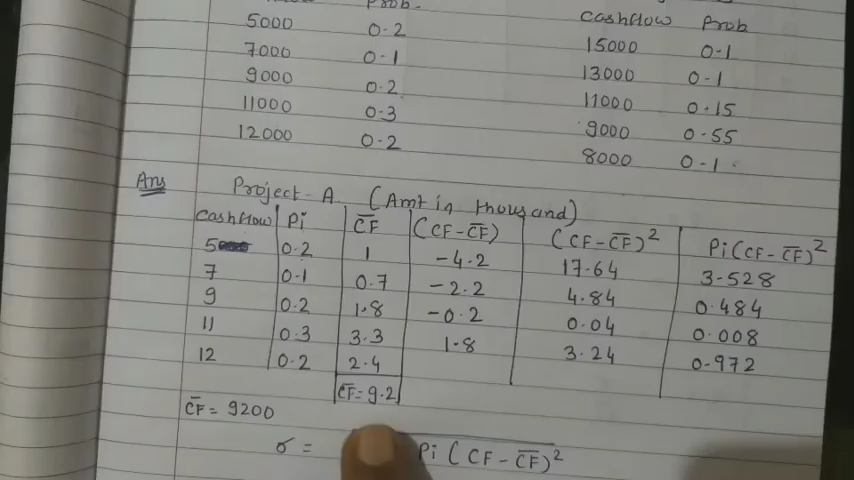 Prob.
Cashflow Prob
5000 0.2
15000 0.1
7000 0.1
13000 0.1
9000 0.2
11000 0.15
11000 0.3
9000 0.55
12000 0.2
8000 0.1
Ans Project-A (Amt in thousand)
Cashflow Pi C̅F̅ (CF-C̅F̅) (CF-C̅F̅)² Pi(CF-C̅F̅)²
5 0.2 1 -4.2 17.64 3.528
7 0.1 0.7 -2.2 4.84 0.484
9 0.2 1.8 -0.2 0.04 0.008
11 0.3 3.3 1.8 3.24 0.972
12 0.2 2.4
C̅F̅=9.2
C̅F̅ = 9200
σ = Pi (CF-C̅F̅)²